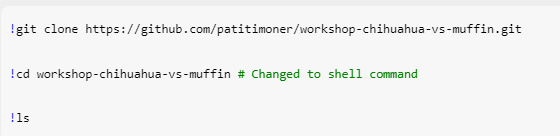 !git clone https://github.com/patitimoner/workshop-chihuahua-vs-muffin.git
!cd workshop-chihuahua-vs-muffin # Changed to shell command
!ls